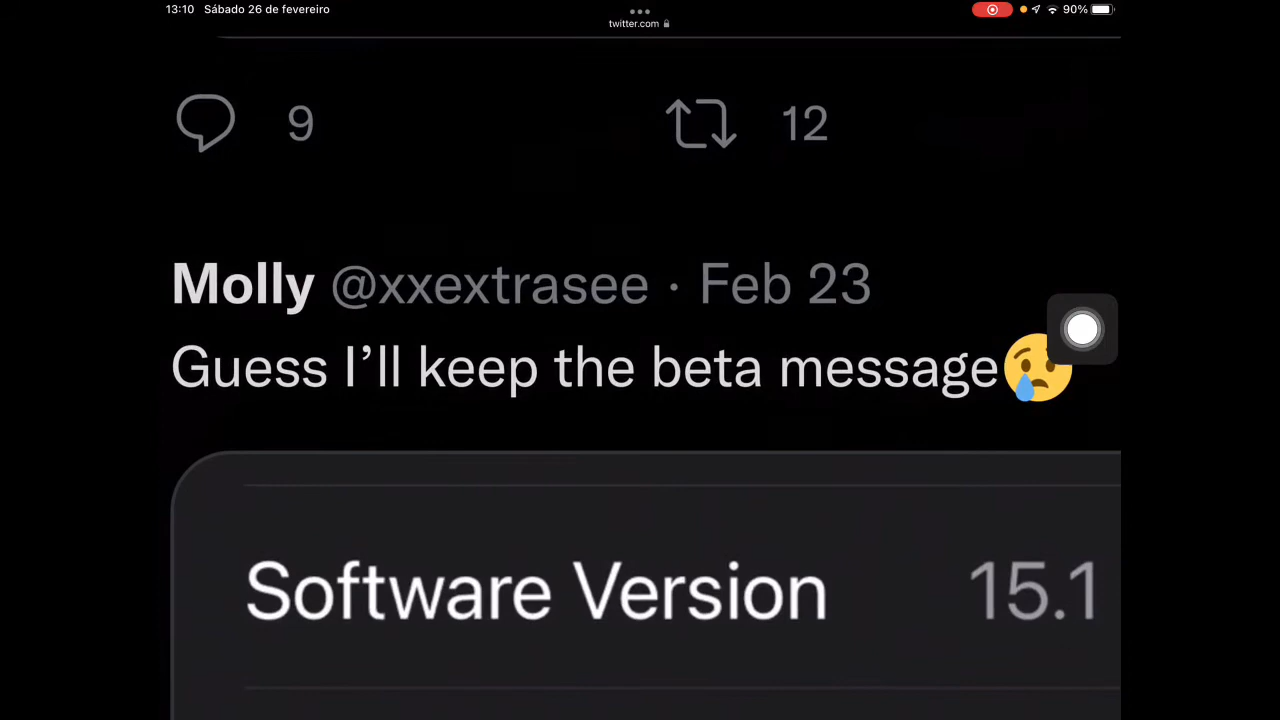 13:10 Sábado 26 de fevereiro
90%
twitter.com
9 12
Molly @xxextrasee · Feb 23
Guess I’ll keep the beta message😢
Software Version 15.1